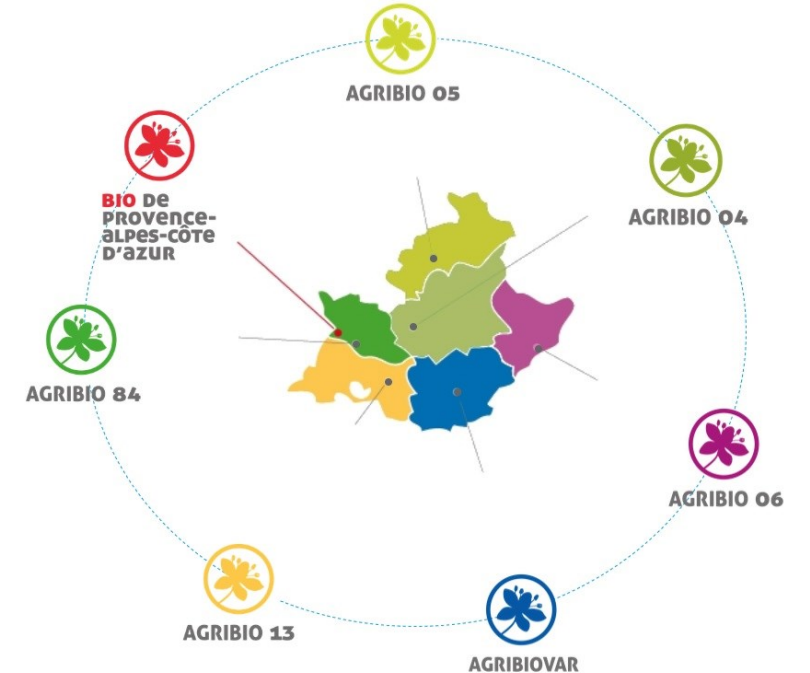 AGRIBIO 05
BIO De
PROVENCE-
aLPes-CÔTe
D'aZUR
AGRIBIO 04
AGRIBIO 84
AGRIBIO 06
AGRIBIO 13
AGRIBIOVAR